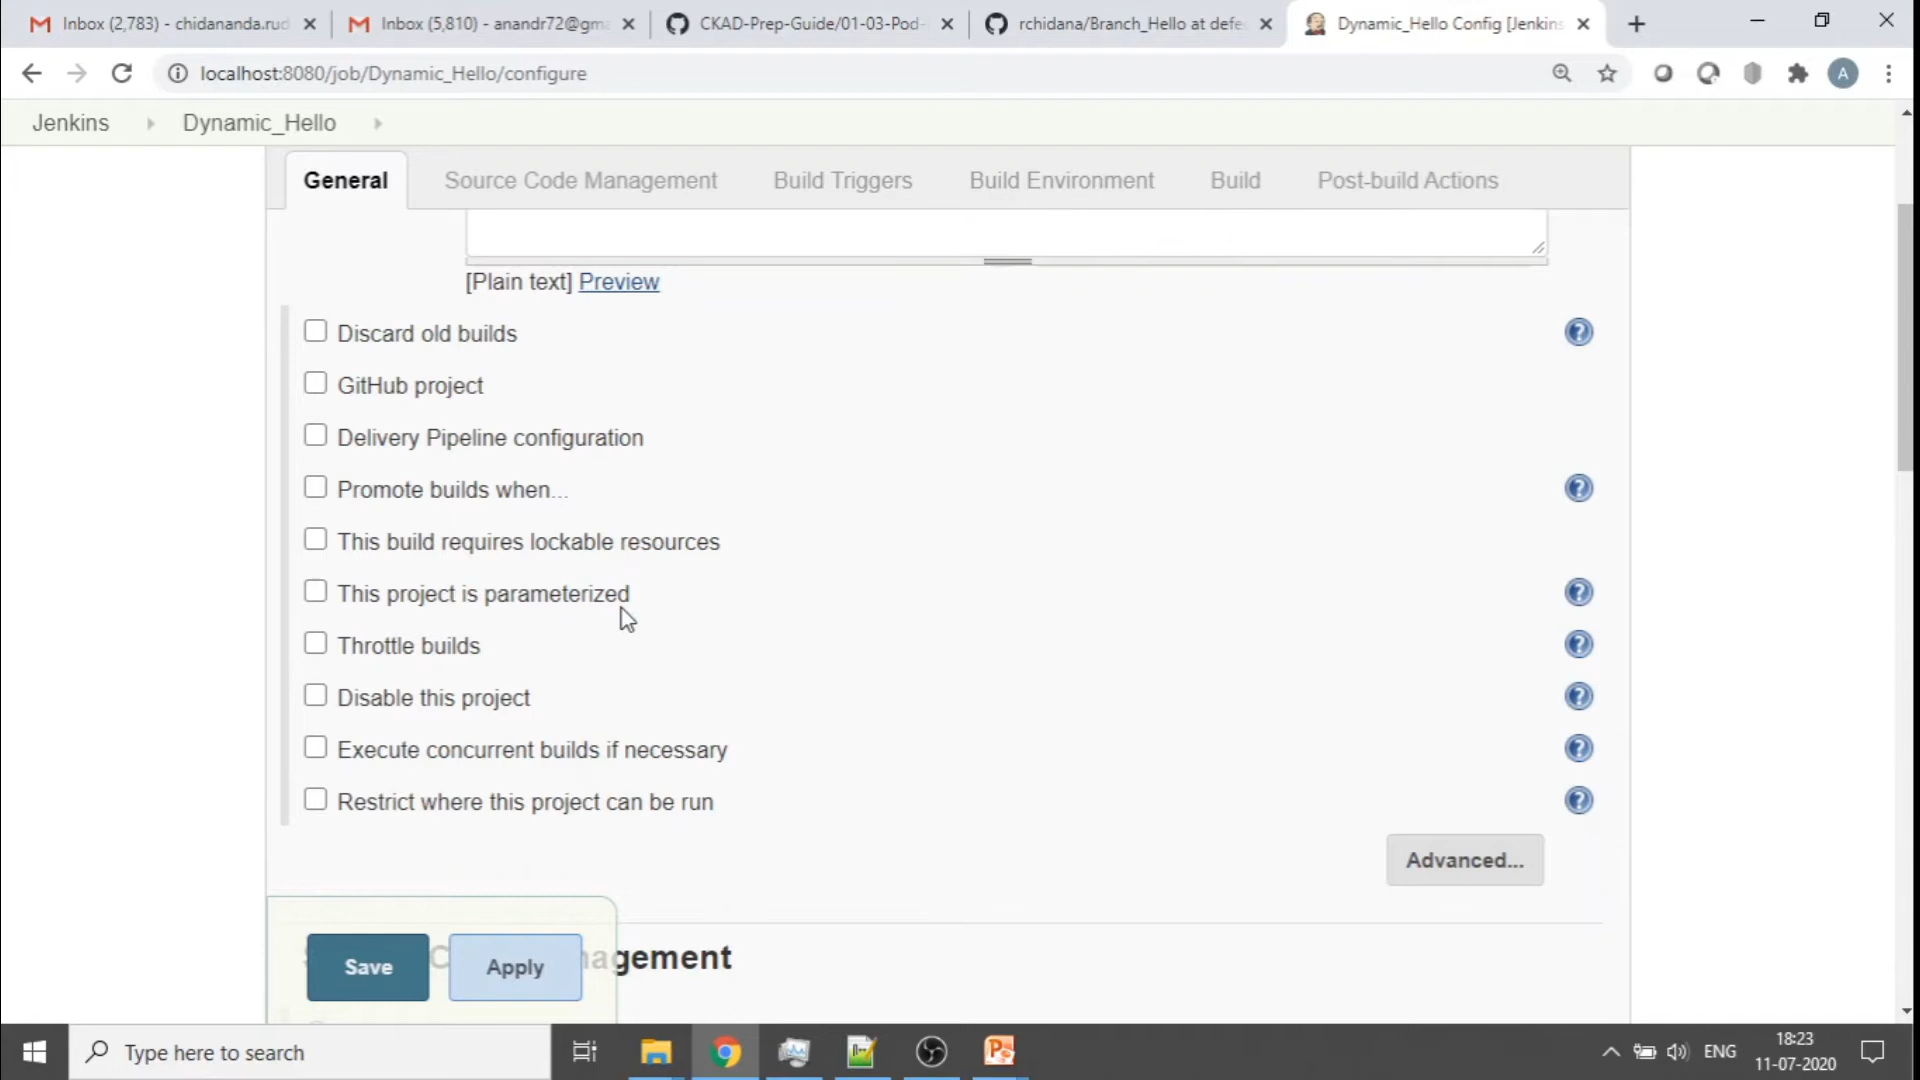 Inbox (2,783) - chidananda.rud
Inbox (5,810) - anandr72@gma
CKAD-Prep-Guide/01-03-Pod-
rchidana/Branch_Hello at defe
Dynamic_Hello Config [Jenkins
localhost:8080/job/Dynamic_Hello/configure
A
Jenkins
Dynamic_Hello
General
Source Code Management
Build Triggers
Build Environment
Build
Post-build Actions
[Plain text] Preview
Discard old builds
GitHub project
Delivery Pipeline configuration
Promote builds when...
This build requires lockable resources
This project is parameterized
Throttle builds
Disable this project
Execute concurrent builds if necessary
Restrict where this project can be run
Advanced...
Save
Apply
nagement
Type here to search
ENG
18:23
11-07-2020